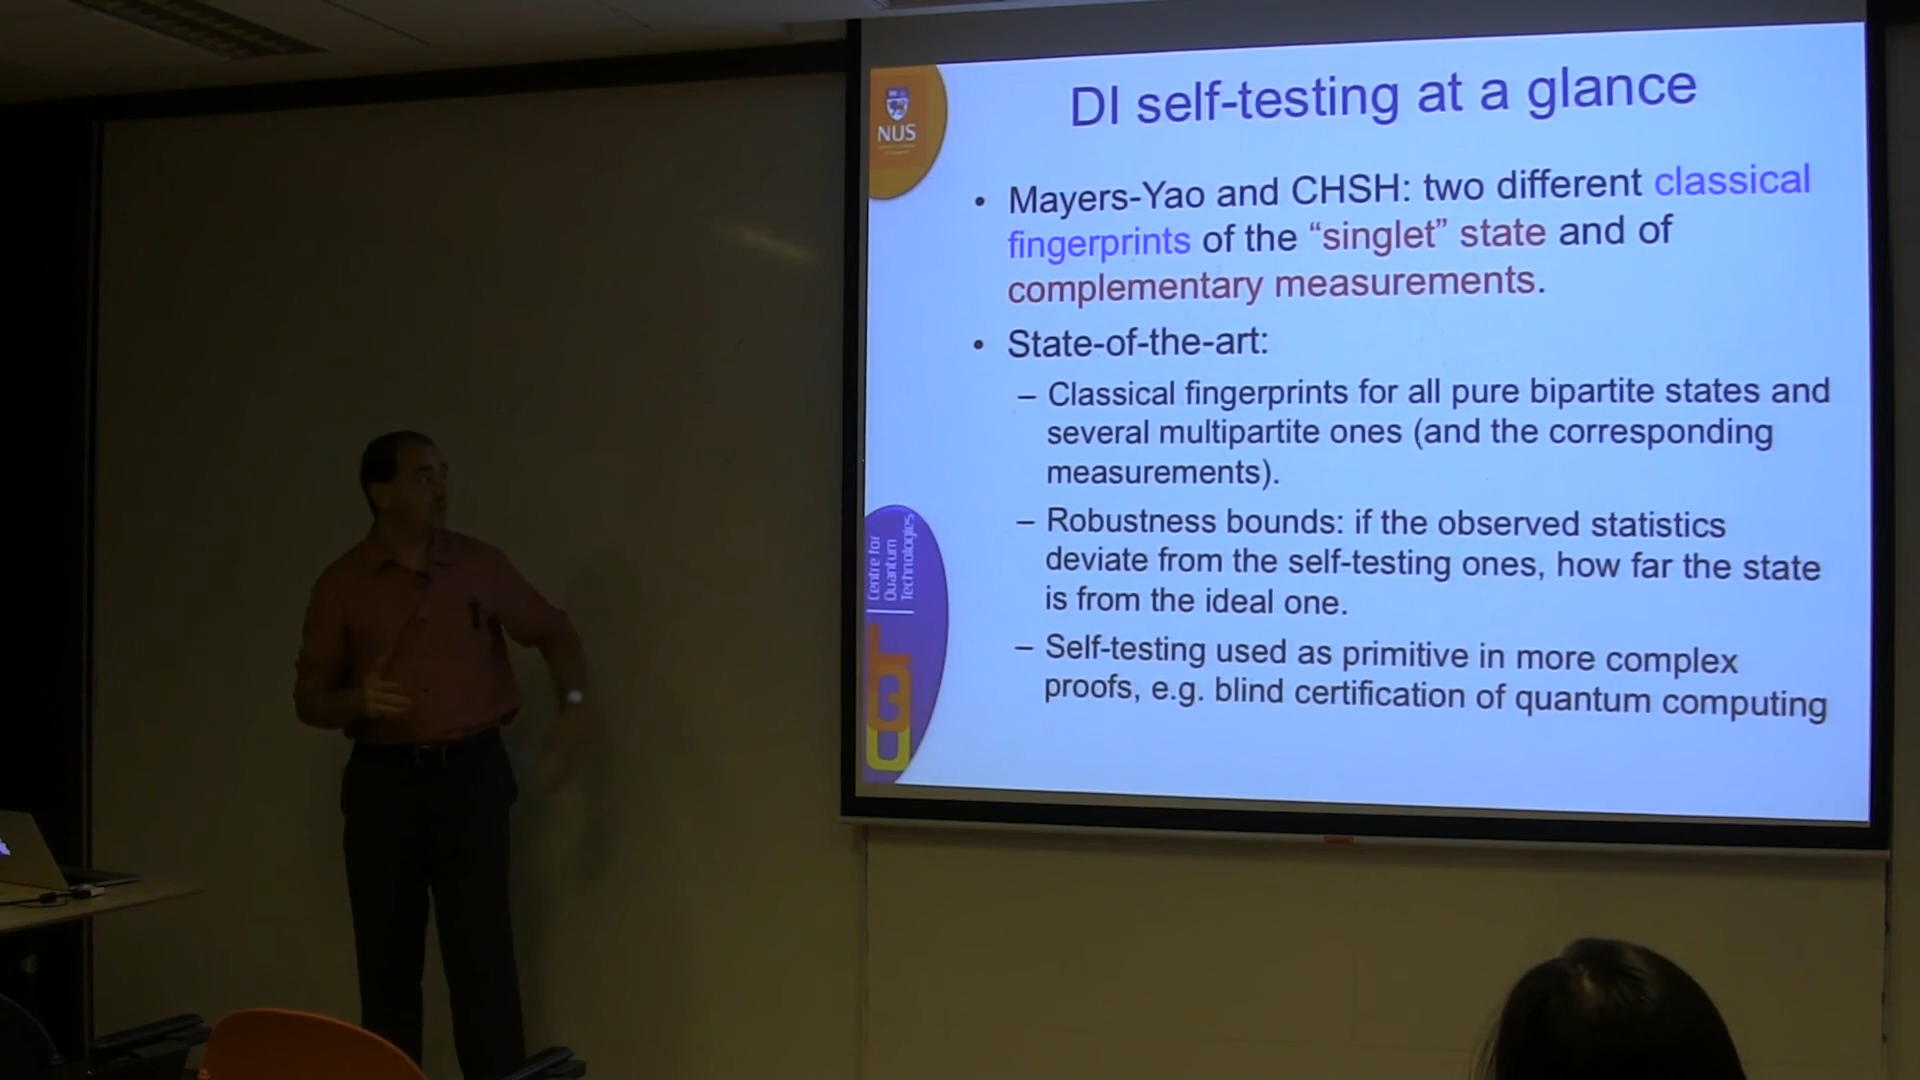 DI self-testing at a glance
NUS
• Mayers-Yao and CHSH: two different classical
fingerprints of the “singlet” state and of
complementary measurements.
• State-of-the-art:
– Classical fingerprints for all pure bipartite states and
several multipartite ones (and the corresponding
measurements).
– Robustness bounds: if the observed statistics
deviate from the self-testing ones, how far the state
is from the ideal one.
– Self-testing used as primitive in more complex
proofs, e.g. blind certification of quantum computing
Centre for
Quantum
Technologies